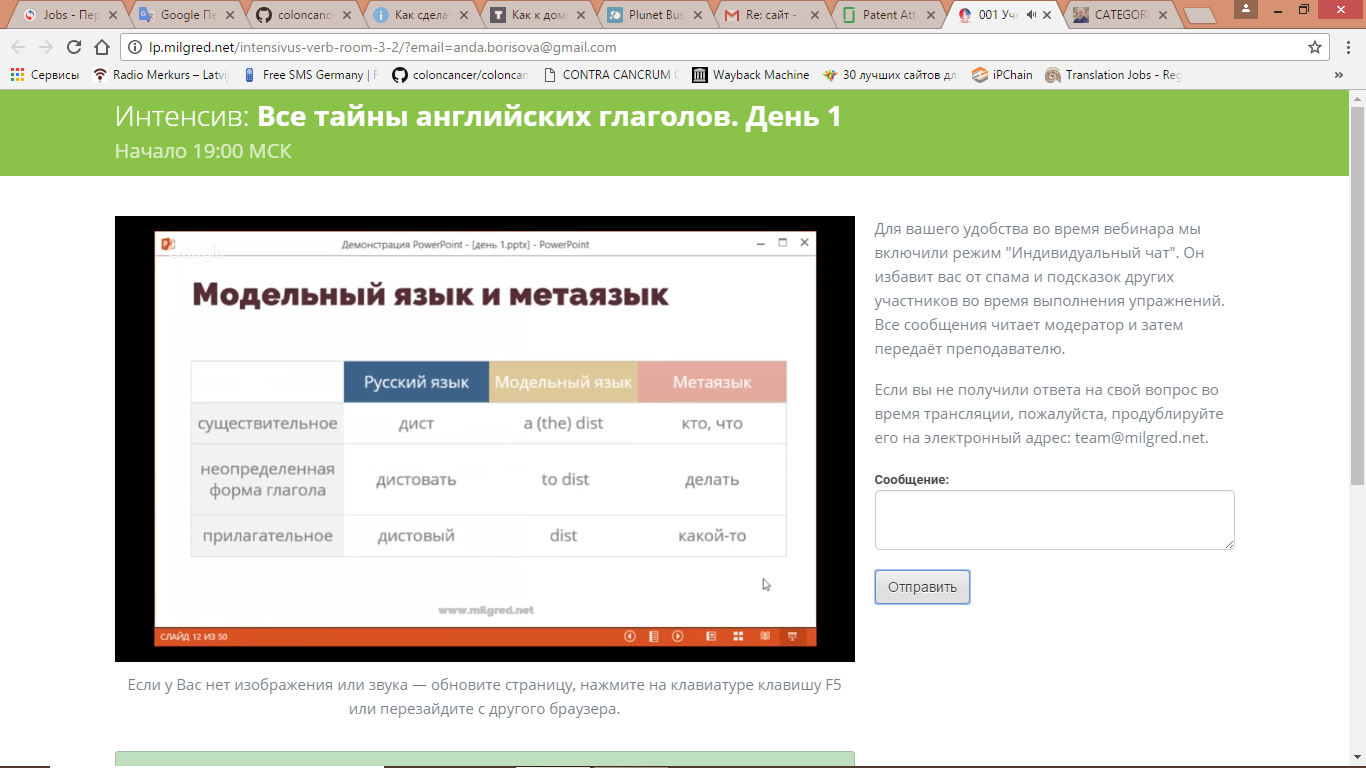 Jobs - Пер
Google Пе
coloncance
Как сдела
Как к дом
Plunet Bus
Re: сайт -
Patent Att
001 Уче
CATEGORI
lp.milgred.net/intensivus-verb-room-3-2/?email=anda.borisova@gmail.com
Сервисы
Radio Merkurs – Latvij
Free SMS Germany | F
coloncancer/coloncan
CONTRA CANCRUM C
Wayback Machine
30 лучших сайтов для
iPChain
Translation Jobs - Reg
»
Интенсив: Все тайны английских глаголов. День 1
Начало 19:00 МСК
Демонстрация PowerPoint - [день 1.pptx] - PowerPoint
Модельный язык и метаязык
Русский язык Модельный язык Метаязык
существительное дист a (the) dist кто, что
неопределенная
форма глагола дистовать to dist делать
прилагательное дистовый dist какой-то
www.milgred.net
СЛАЙД 12 ИЗ 50
Если у Вас нет изображения или звука — обновите страницу, нажмите на клавиатуре клавишу F5
или перезайдите с другого браузера.
Для вашего удобства во время вебинара мы
включили режим "Индивидуальный чат". Он
избавит вас от спама и подсказок других
участников во время выполнения упражнений.
Все сообщения читает модератор и затем
передаёт преподавателю.
Если вы не получили ответа на свой вопрос во
время трансляции, пожалуйста, продублируйте
его на электронный адрес: team@milgred.net.
Сообщение:
Отправить